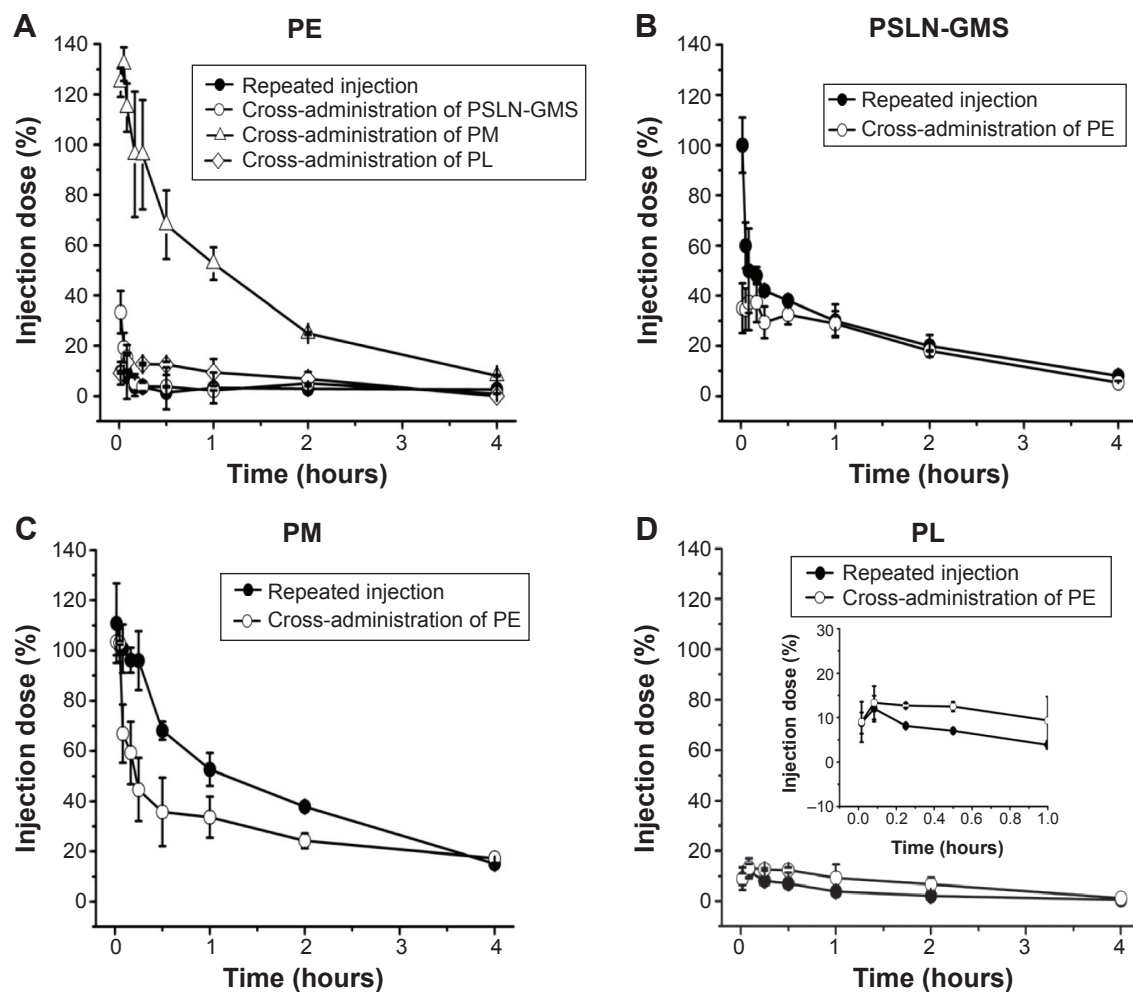 A
PE
Injection dose (%)
140
120
100
80
60
40
20
0
Repeated injection
Cross-administration of PSLN-GMS
Cross-administration of PM
Cross-administration of PL
0
1
2
3
4
Time (hours)
B
PSLN-GMS
Injection dose (%)
140
120
100
80
60
40
20
0
Repeated injection
Cross-administration of PE
0
1
2
3
4
Time (hours)
C
PM
Injection dose (%)
140
120
100
80
60
40
20
0
Repeated injection
Cross-administration of PE
0
1
2
3
4
Time (hours)
D
PL
Injection dose (%)
140
120
100
80
60
40
20
0
Repeated injection
Cross-administration of PE
Injection dose (%)
30
20
10
0
–10
0.0
0.2
0.4
0.6
0.8
1.0
Time (hours)
0
1
2
3
4
Time (hours)